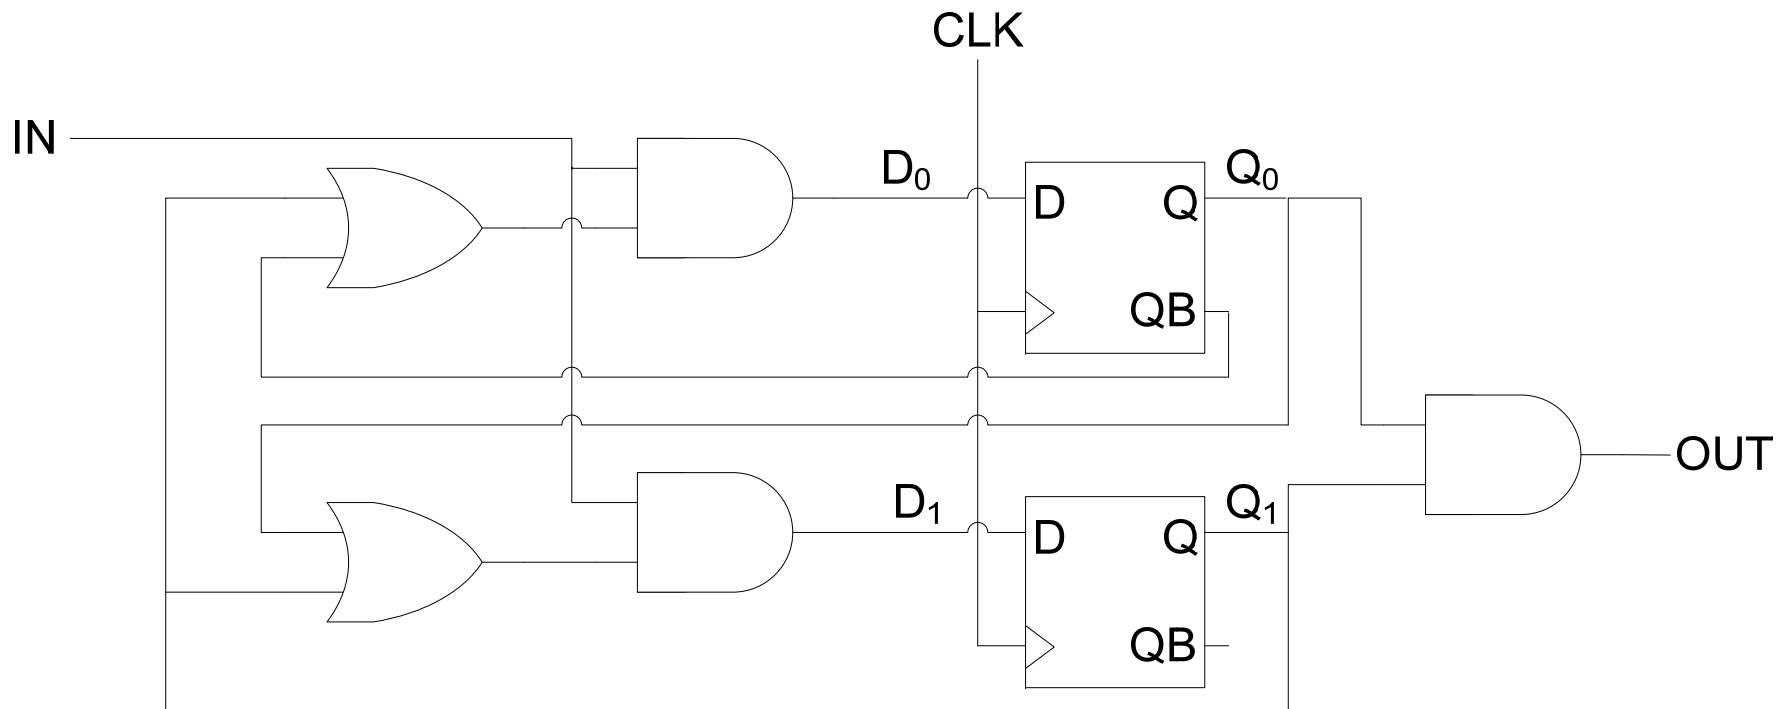 CLK
IN
D₀
Q₀
D
Q
QB
OUT
D₁
Q₁
D
Q
QB